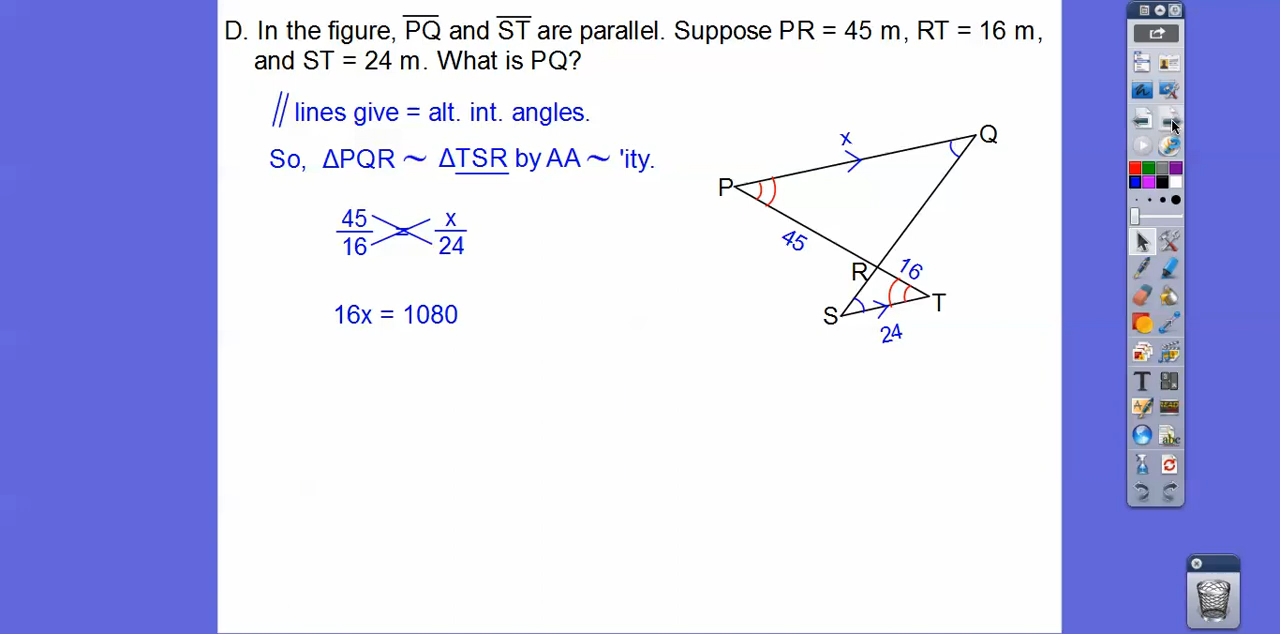 D. In the figure, PQ and ST are parallel. Suppose PR = 45 m, RT = 16 m,
and ST = 24 m. What is PQ?
// lines give = alt. int. angles.
So, ΔPQR ~ ΔTSR by AA ~ 'ity.
45/16 = x/24
16x = 1080
x
Q
P
45
R
16
S
T
24